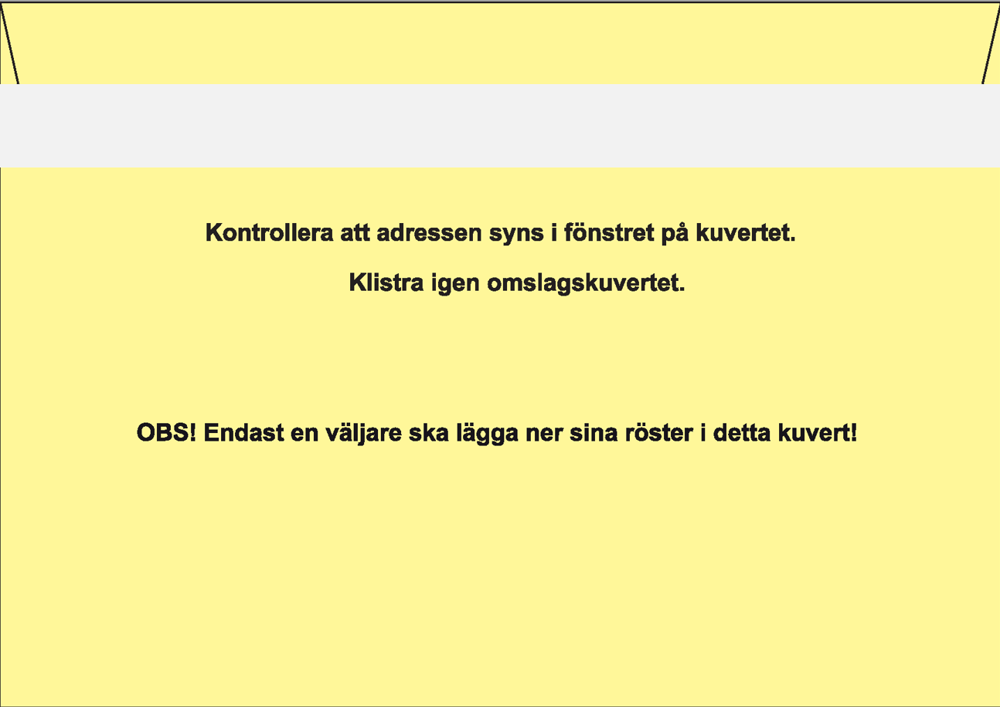 Kontrollera att adressen syns i fönstret på kuvertet.
Klistra igen omslagskuvertet.
OBS! Endast en väljare ska lägga ner sina röster i detta kuvert!